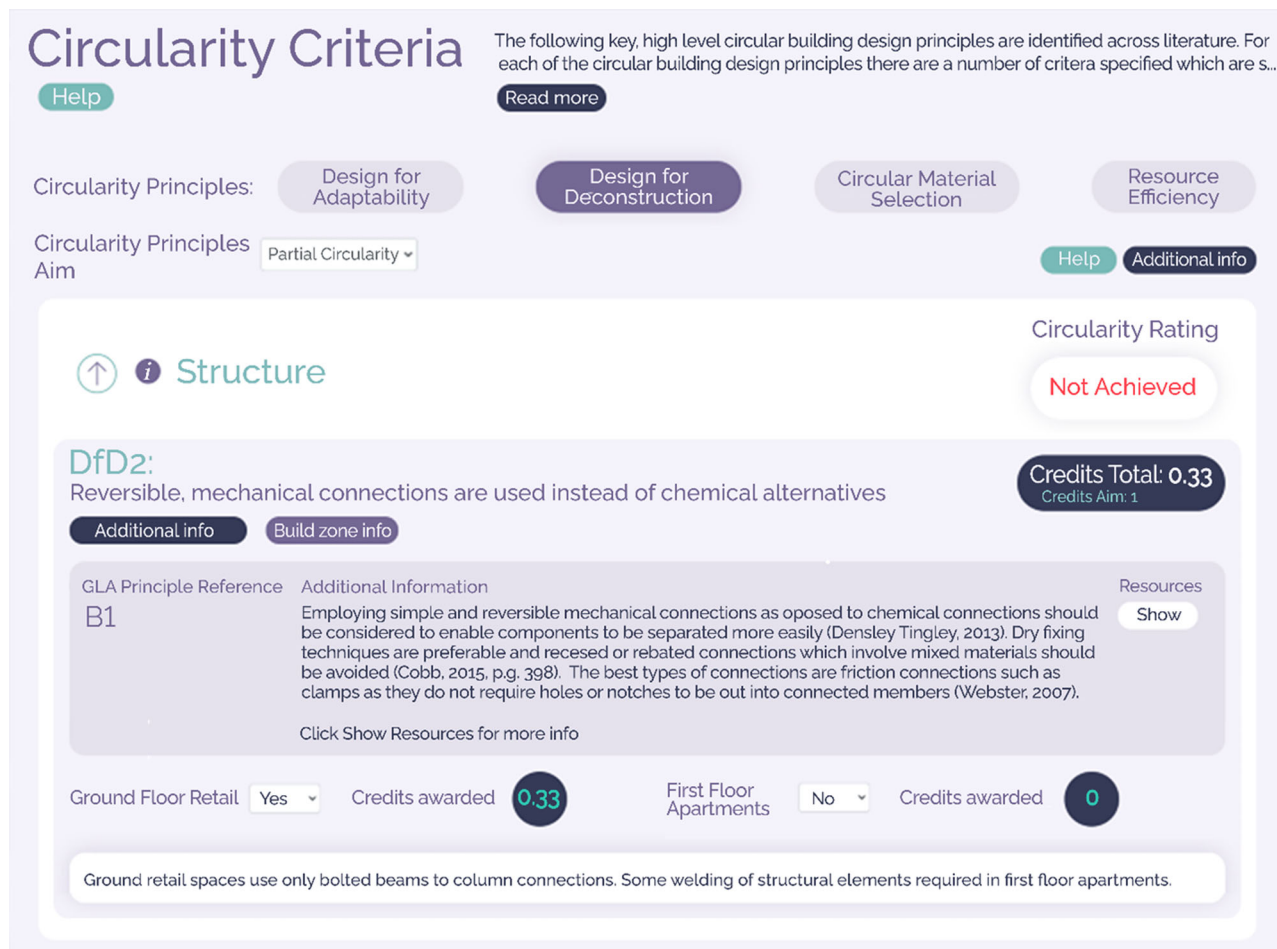 Circularity Criteria
Help
The following key, high level circular building design principles are identified across literature. For
each of the circular building design principles there are a number of critera specified which are s...
Read more
Circularity Principles:
Design for
Adaptability
Design for
Deconstruction
Circular Material
Selection
Resource
Efficiency
Circularity Principles
Aim
Partial Circularity
Help
Additional info
Circularity Rating
i Structure
Not Achieved
DfD2:
Reversible, mechanical connections are used instead of chemical alternatives
Credits Total: 0.33
Credits Aim: 1
Additional info
Build zone info
GLA Principle Reference
B1
Additional Information
Employing simple and reversible mechanical connections as oposed to chemical connections should
be considered to enable components to be separated more easily (Densley Tingley, 2013). Dry fixing
techniques are preferable and recesed or rebated connections which involve mixed materials should
be avoided (Cobb, 2015, p.g. 398). The best types of connections are friction connections such as
clamps as they do not require holes or notches to be out into connected members (Webster, 2007).
Click Show Resources for more info
Resources
Show
Ground Floor Retail
Yes
Credits awarded
0.33
First Floor
Apartments
No
Credits awarded
0
Ground retail spaces use only bolted beams to column connections. Some welding of structural elements required in first floor apartments.